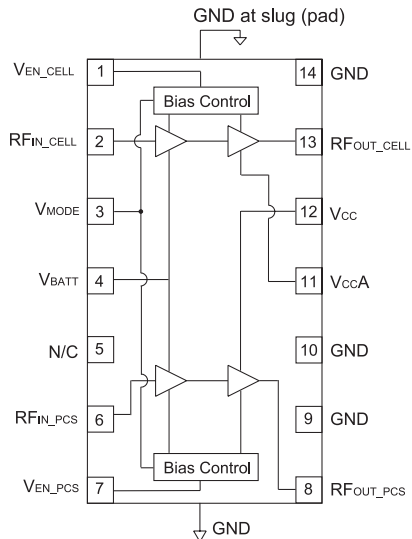 GND at slug (pad)
VEN_CELL 1 14 GND
Bias Control
RFIN_CELL 2 13 RFOUT_CELL
VMODE 3 12 VCC
VBATT 4 11 VCCA
N/C 5 10 GND
RFIN_PCS 6 9 GND
Bias Control
VEN_PCS 7 8 RFOUT_PCS
GND